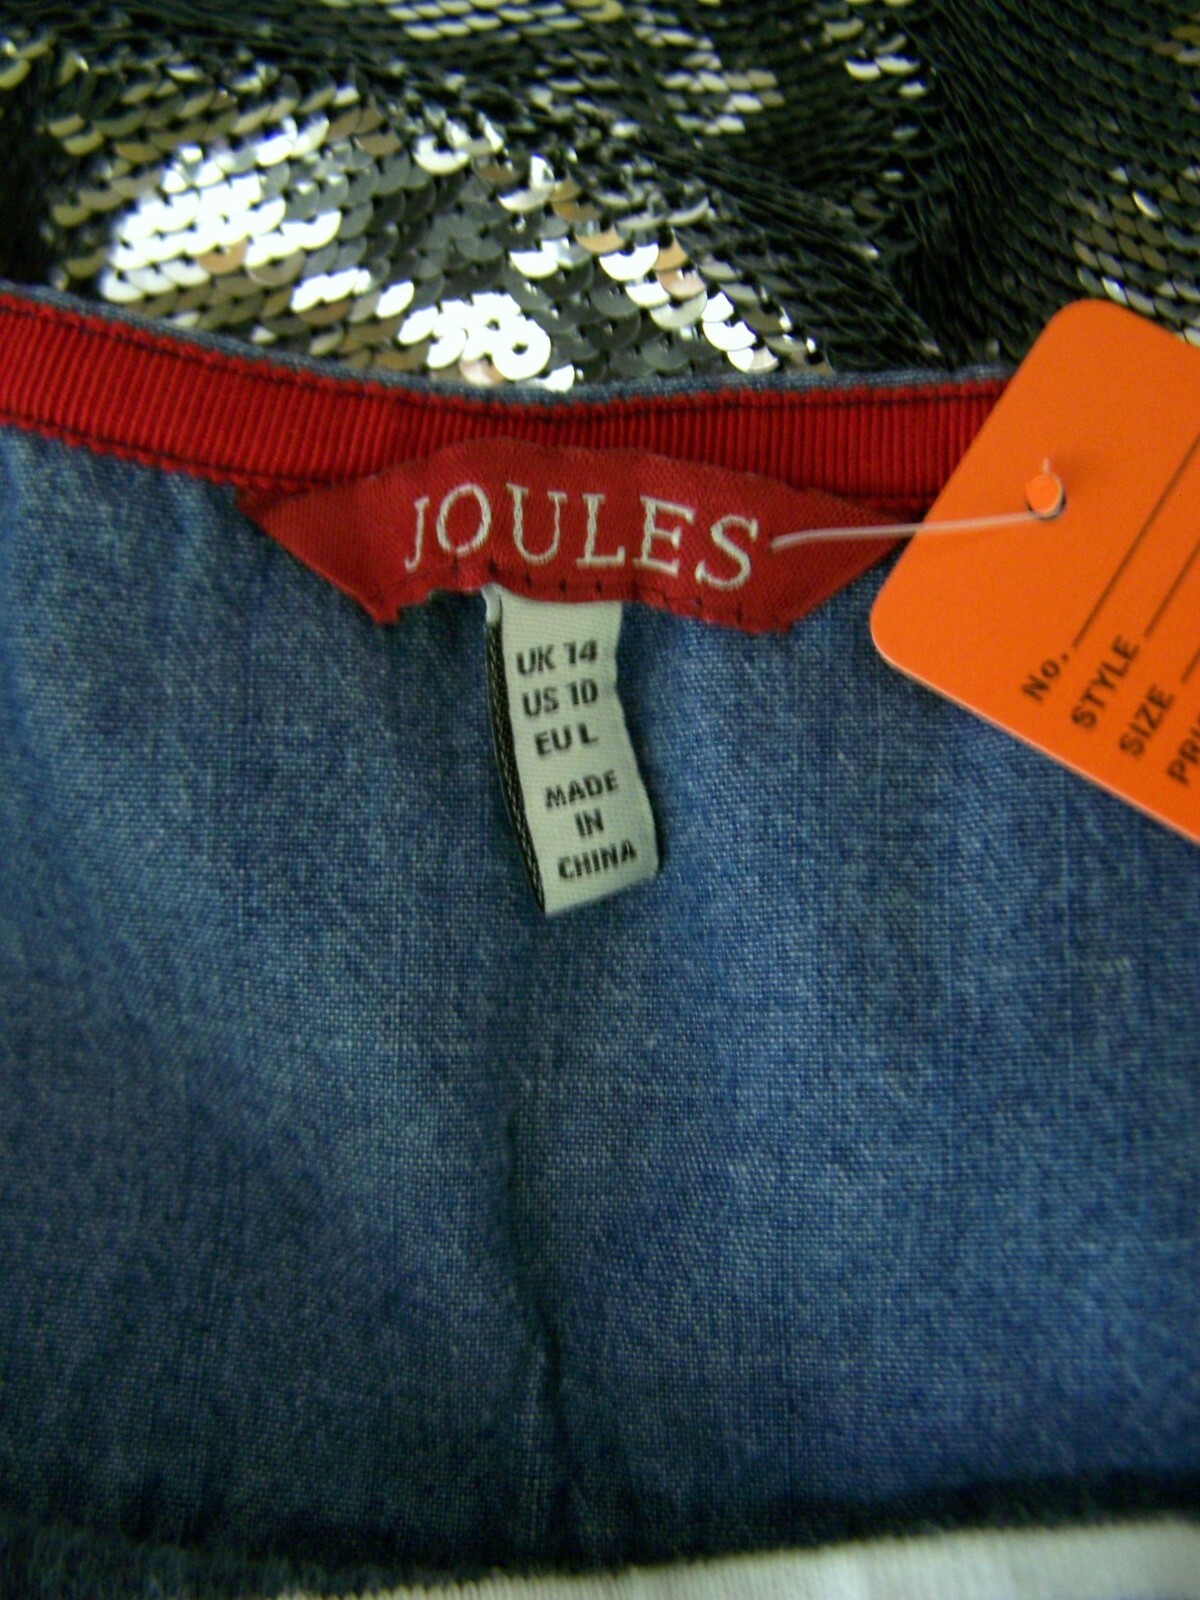 JOULES
UK 14
US 10
EU L
MADE
IN
CHINA
No.
STYLE
SIZE